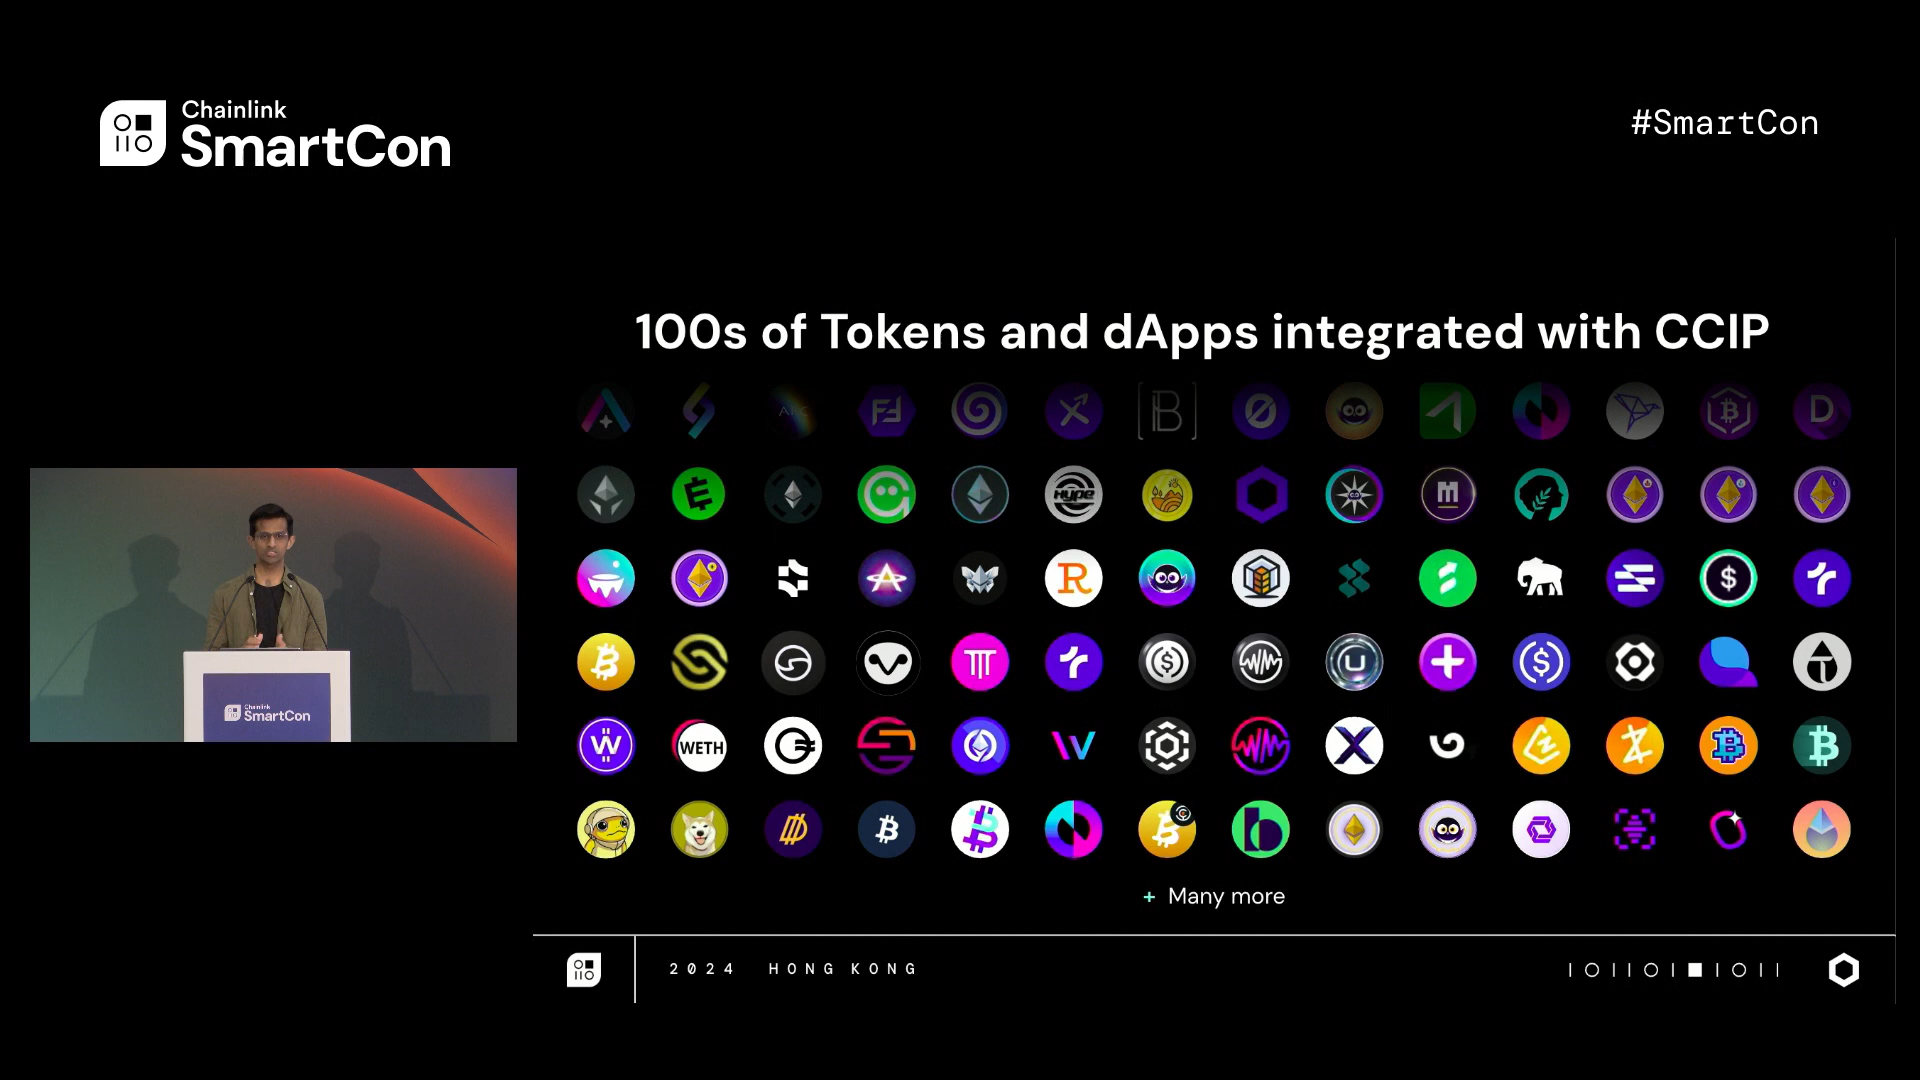 Chainlink
SmartCon
#SmartCon
100s of Tokens and dApps integrated with CCIP
Hype
WETH
+ Many more
Chainlink
SmartCon
2024 HONG KONG